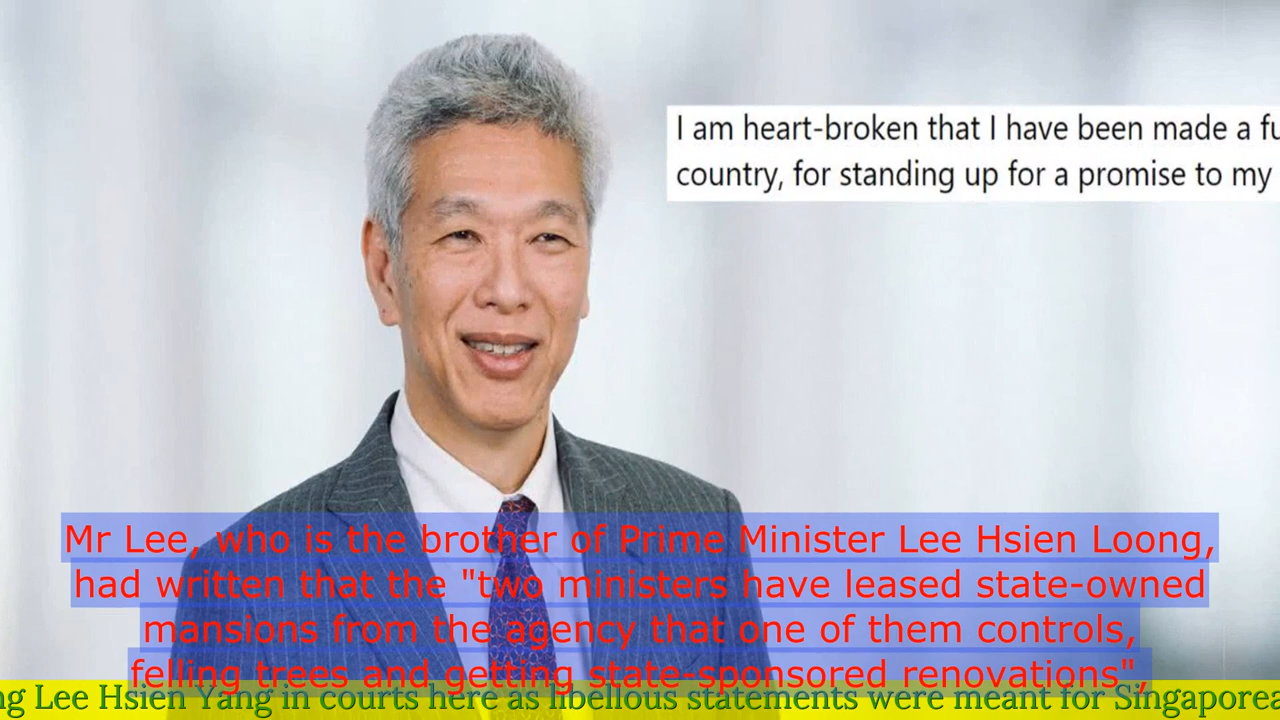 I am heart-broken that I have been made a
country, for standing up for a promise to my
Mr Lee, who is the brother of Prime Minister Lee Hsien Loong,
had written that the "two ministers have leased state-owned
mansions from the agency that one of them controls,
felling trees and getting state-sponsored renovations",
Lee Hsien Yang in courts here as libellous statements were meant for